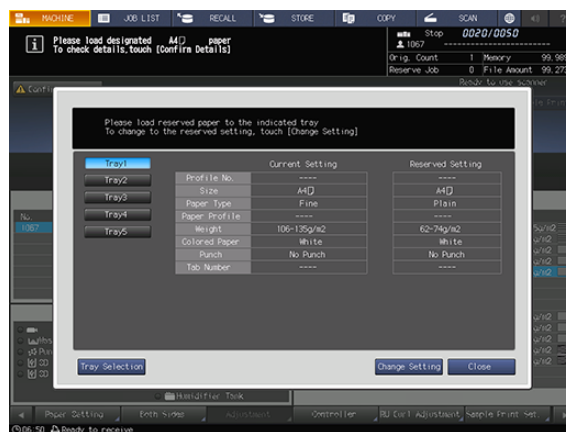 MACHINE JOB LIST RECALL STORE COPY SCAN ?
Please load designated A4 paper
To check details,touch [Confirm Details]
Stop 0020/0050
1067 ----------
Orig. Count 1 Memory 99.98
Reserve Job 0 File Amount 99.27
Ready to use scanner
Confi
Please load reserved paper to the indicated tray
To change to the reserved setting, touch [Change Setting]
Current Setting Reserved Setting
Tray1
Tray2
Tray3
Tray4
Tray5
Profile No. ---- ----
Size A4 A4
Paper Type Fine Plain
Paper Profile ---- ----
Weight 106-135g/m2 62-74g/m2
Colored Paper White White
Punch No Punch No Punch
Tab Number ---- ----
No.
1067
Tray Selection Change Setting Close
Humidifier Tank
Paper Setting Both Sides Adjustment Controller RU Curl Adjustment Sample Print Set.
06:50 Ready to receive